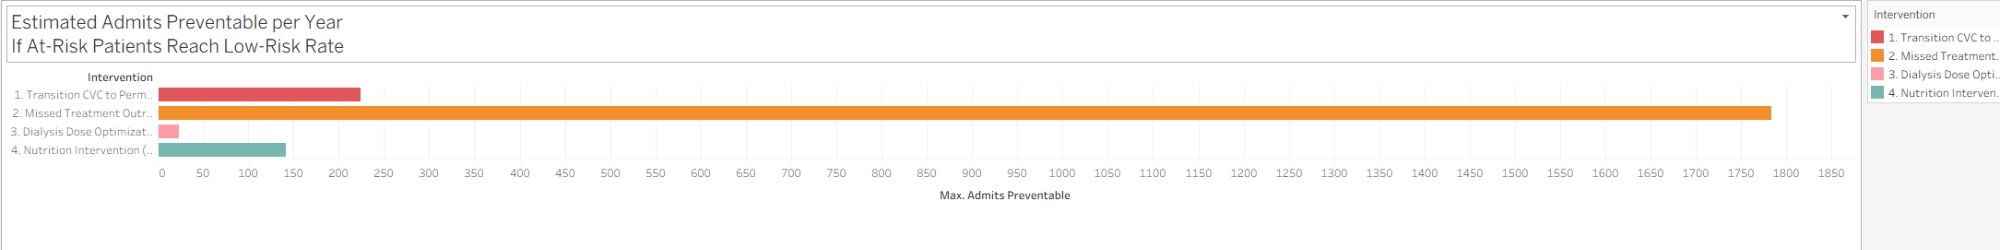 Estimated Admits Preventable per Year
If At-Risk Patients Reach Low-Risk Rate
Intervention
1. Transition CVC to Perm..
2. Missed Treatment Outr..
3. Dialysis Dose Optimizat..
4. Nutrition Intervention (..
0 50 100 150 200 250 300 350 400 450 500 550 600 650 700 750 800 850 900 950 1000 1050 1100 1150 1200 1250 1300 1350 1400 1450 1500 1550 1600 1650 1700 1750 1800 1850
Max. Admits Preventable
Intervention
1. Transition CVC to ..
2. Missed Treatment.
3. Dialysis Dose Opti..
4. Nutrition Interven.